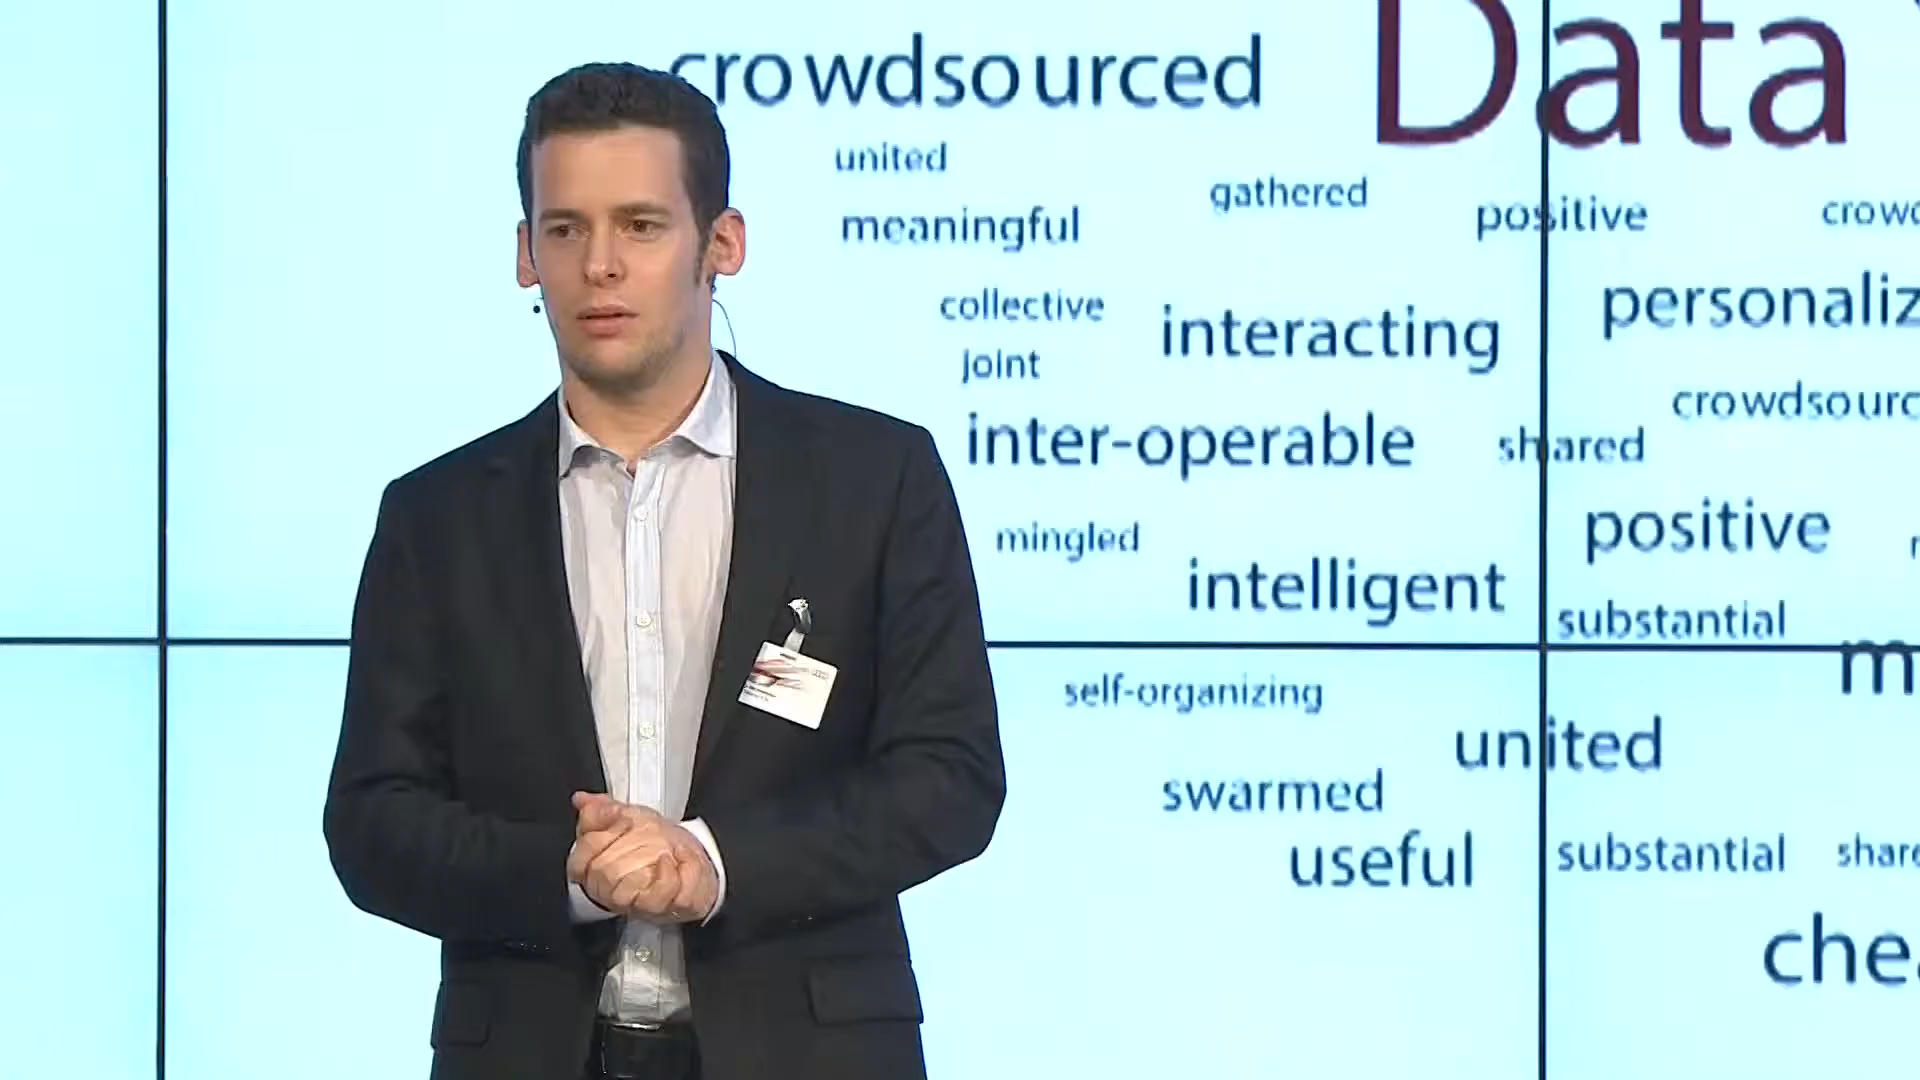 crowdsourced
Data
united
gathered
positive
meaningful
collective
interacting
joint
inter-operable
shared
positive
mingled
intelligent
substantial
self-organizing
united
swarmed
useful
substantial